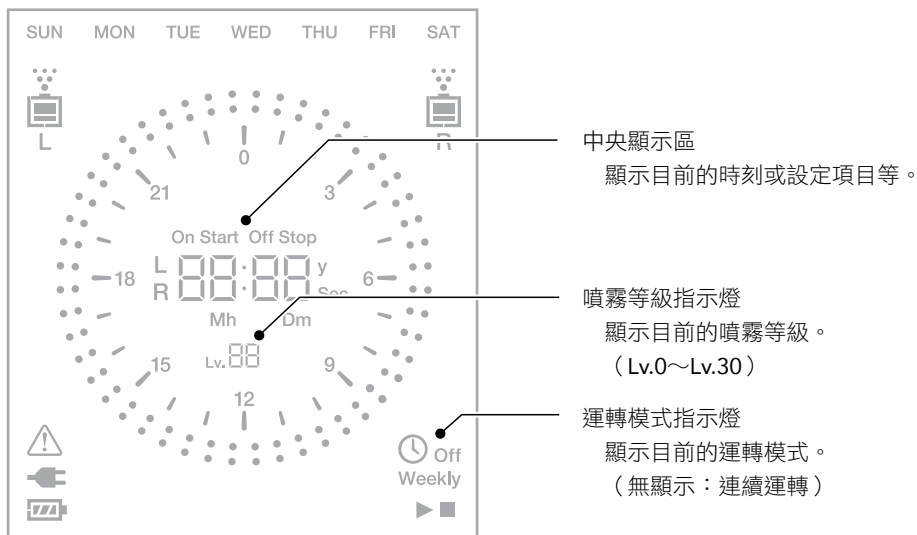 SUN MON TUE WED THU FRI SAT
L R
0
21 3
中央顯示區
顯示目前的時刻或設定項目等。
On Start Off Stop
18 L 88:88 y 6
R Sec
Mh Dm
噴霧等級指示燈
顯示目前的噴霧等級。
（Lv.0～Lv.30）
15 Lv.88 9
12
運轉模式指示燈
顯示目前的運轉模式。
（無顯示：連續運轉）
Off
Weekly